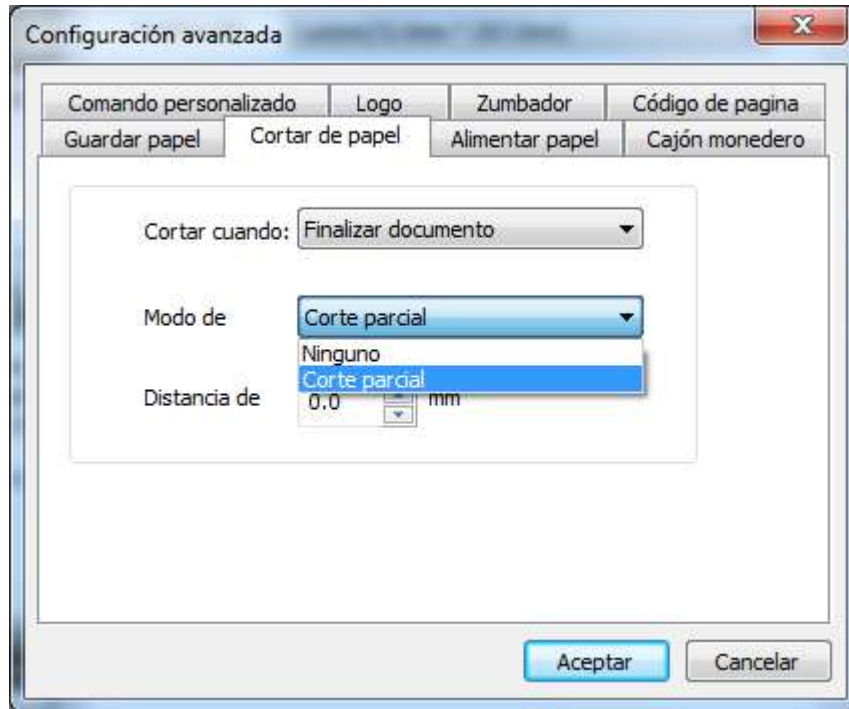 Configuración avanzada
Comando personalizado Logo Zumbador Código de pagina
Guardar papel Cortar de papel Alimentar papel Cajón monedero
Cortar cuando: Finalizar documento
Modo de Corte parcial
Ninguno
Corte parcial
Distancia de 0.0 mm
Aceptar Cancelar